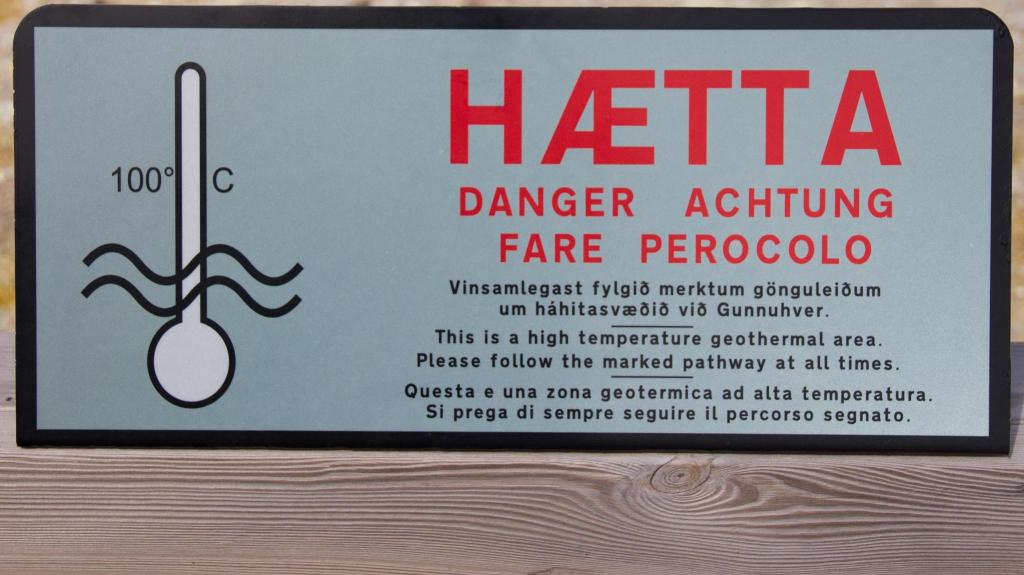 100° C
HÆTTA
DANGER ACHTUNG
FARE PEROCOLO
Vinsamlegast fylgið merktum gönguleiðum
um háhitasvæðið við Gunnuhver.
This is a high temperature geothermal area.
Please follow the marked pathway at all times.
Questa e una zona geotermica ad alta temperatura.
Si prega di sempre seguire il percorso segnato.